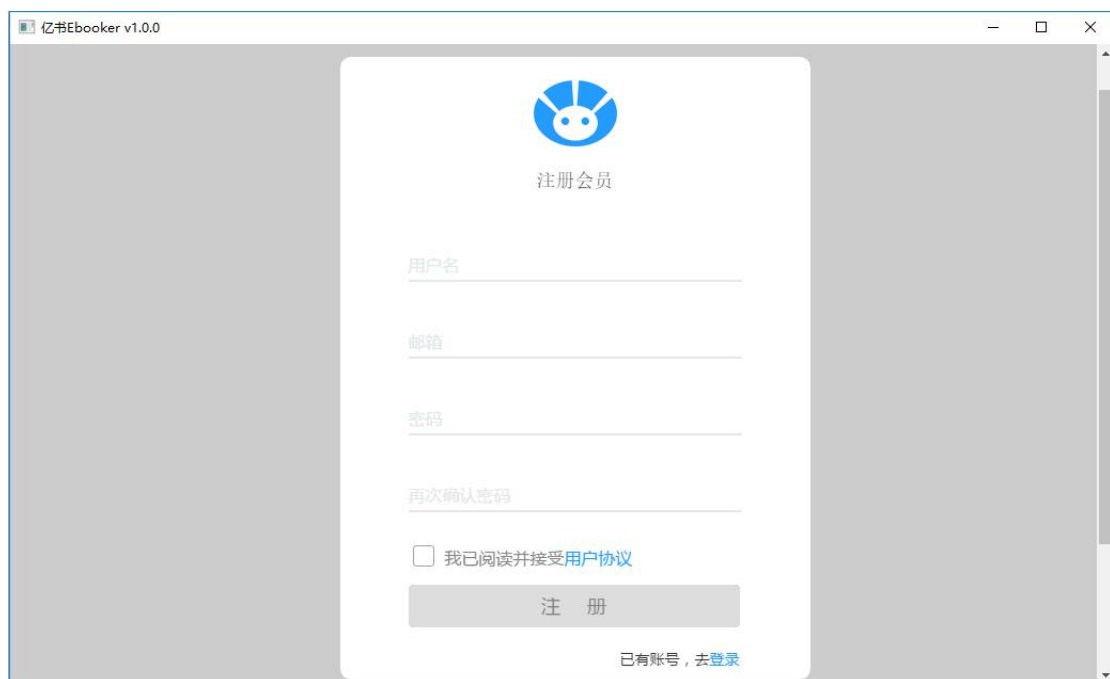 亿书Ebooker v1.0.0
注册会员
用户名
邮箱
密码
再次确认密码
我已阅读并接受用户协议
注 册
已有账号，去登录